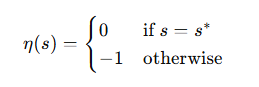 η(s) = { 0 if s = s*
−1 otherwise